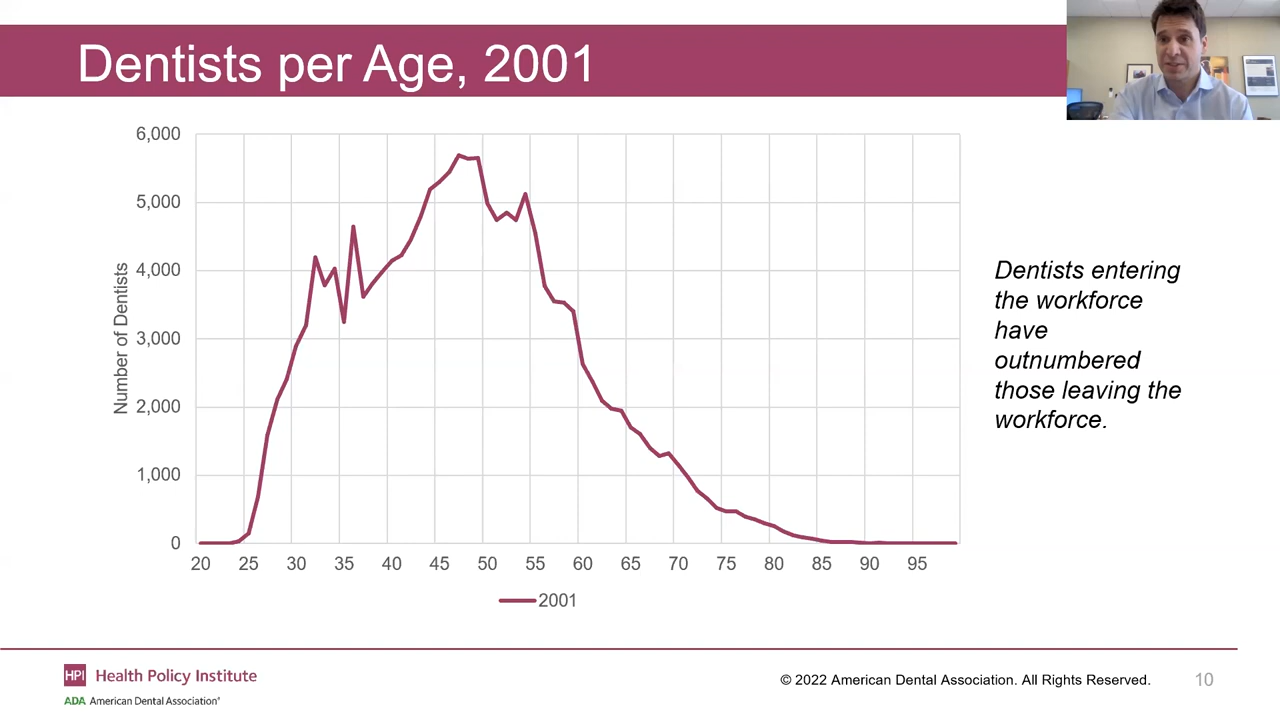 Dentists per Age, 2001
6,000
5,000
4,000
3,000
2,000
1,000
0
Number of Dentists
20 25 30 35 40 45 50 55 60 65 70 75 80 85 90 95
2001
Dentists entering
the workforce
have
outnumbered
those leaving the
workforce.
HPI Health Policy Institute
ADA American Dental Association®
© 2022 American Dental Association. All Rights Reserved.
10